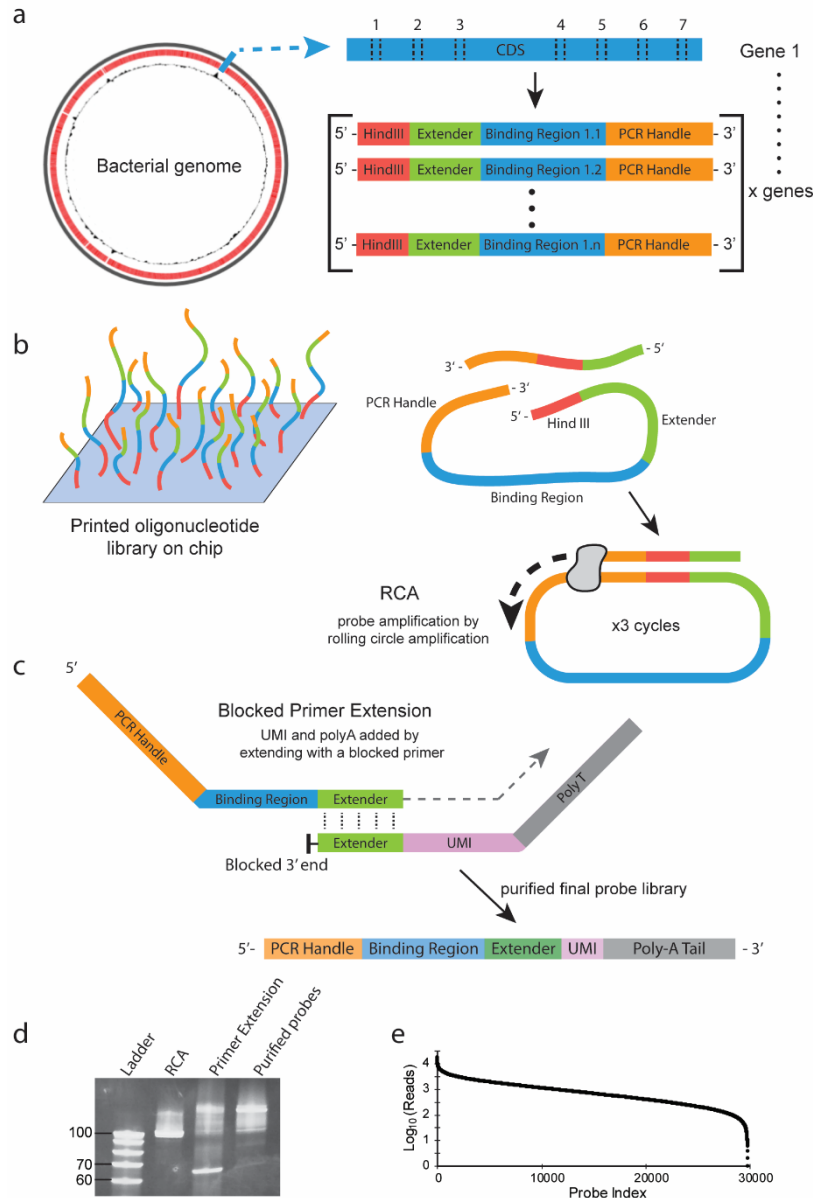 a
1 2 3 4 5 6 7
CDS
Gene 1
Bacterial genome
5' - HindIII Extender Binding Region 1.1 PCR Handle - 3'
5' - HindIII Extender Binding Region 1.2 PCR Handle - 3'
x genes
5' - HindIII Extender Binding Region 1.n PCR Handle - 3'
b
Printed oligonucleotide
library on chip
3' -
- 5'
PCR Handle
- 3'
5' -
Hind III
Extender
Binding Region
RCA
probe amplification by
rolling circle amplification
x3 cycles
c
5'
PCR Handle
Blocked Primer Extension
UMI and polyA added by
extending with a blocked primer
Binding Region Extender
Poly T
Extender UMI
Blocked 3' end
purified final probe library
5'- PCR Handle Binding Region Extender UMI Poly-A Tail - 3'
d
Ladder
RCA
Primer Extension
Purified probes
100
70
60
e
Log10(Reads)
4
3
2
1
0
0 10000 20000 30000
Probe Index